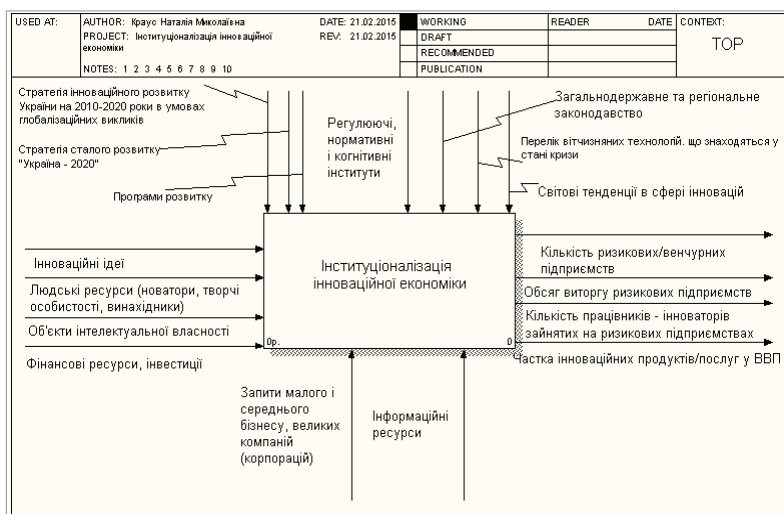 USED AT:
AUTHOR: Краус Наталія Миколаївна
DATE: 21.02.2015
PROJECT: Інституціоналізація інноваційної
економіки
REV: 21.02.2015
NOTES: 1 2 3 4 5 6 7 8 9 10
WORKING
DRAFT
RECOMMENDED
PUBLICATION
READER
DATE
CONTEXT:
TOP
Стратегія інноваційного розвитку
України на 2010-2020 роки в умовах
глобалізаційних викликів
Стратегія сталого розвитку
"Україна - 2020"
Програми розвитку
Регулюючі,
нормативні
і когнітивні
інститути
Загальнодержавне та регіональне
законодавство
Перелік вітчизняних технологій. що знаходяться у
стані кризи
Світові тенденції в сфері інновацій
Інноваційні ідеї
Людські ресурси (новатори, творчі
особистості, винахідники)
Об'єкти інтелектуальної власності
Фінансові ресурси, інвестиції
Інституціоналізація
інноваційної економіки
0р.
0
Кількість ризикових/венчурних
підприємств
Обсяг виторгу ризикових підприємств
Кількість працівників - інноваторів
зайнятих на ризикових підприємствах
Частка інноваційних продуктів/послуг у ВВП
Запити малого і
середнього
бізнесу, великих
компаній
(корпорацій)
Інформаційні
ресурси